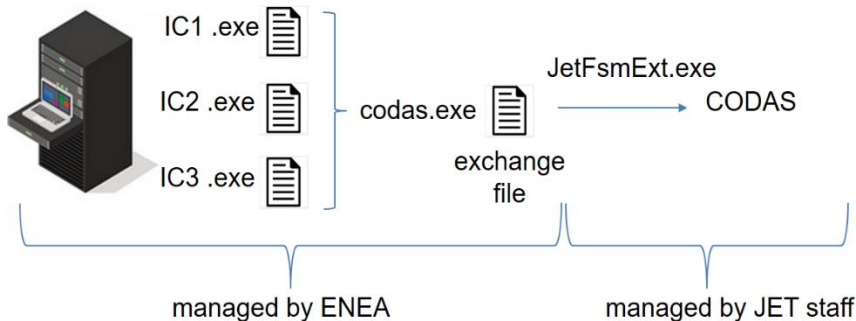 IC1 .exe
IC2 .exe
IC3 .exe
codas.exe
exchange
file
JetFsmExt.exe
CODAS
managed by ENEA
managed by JET staff